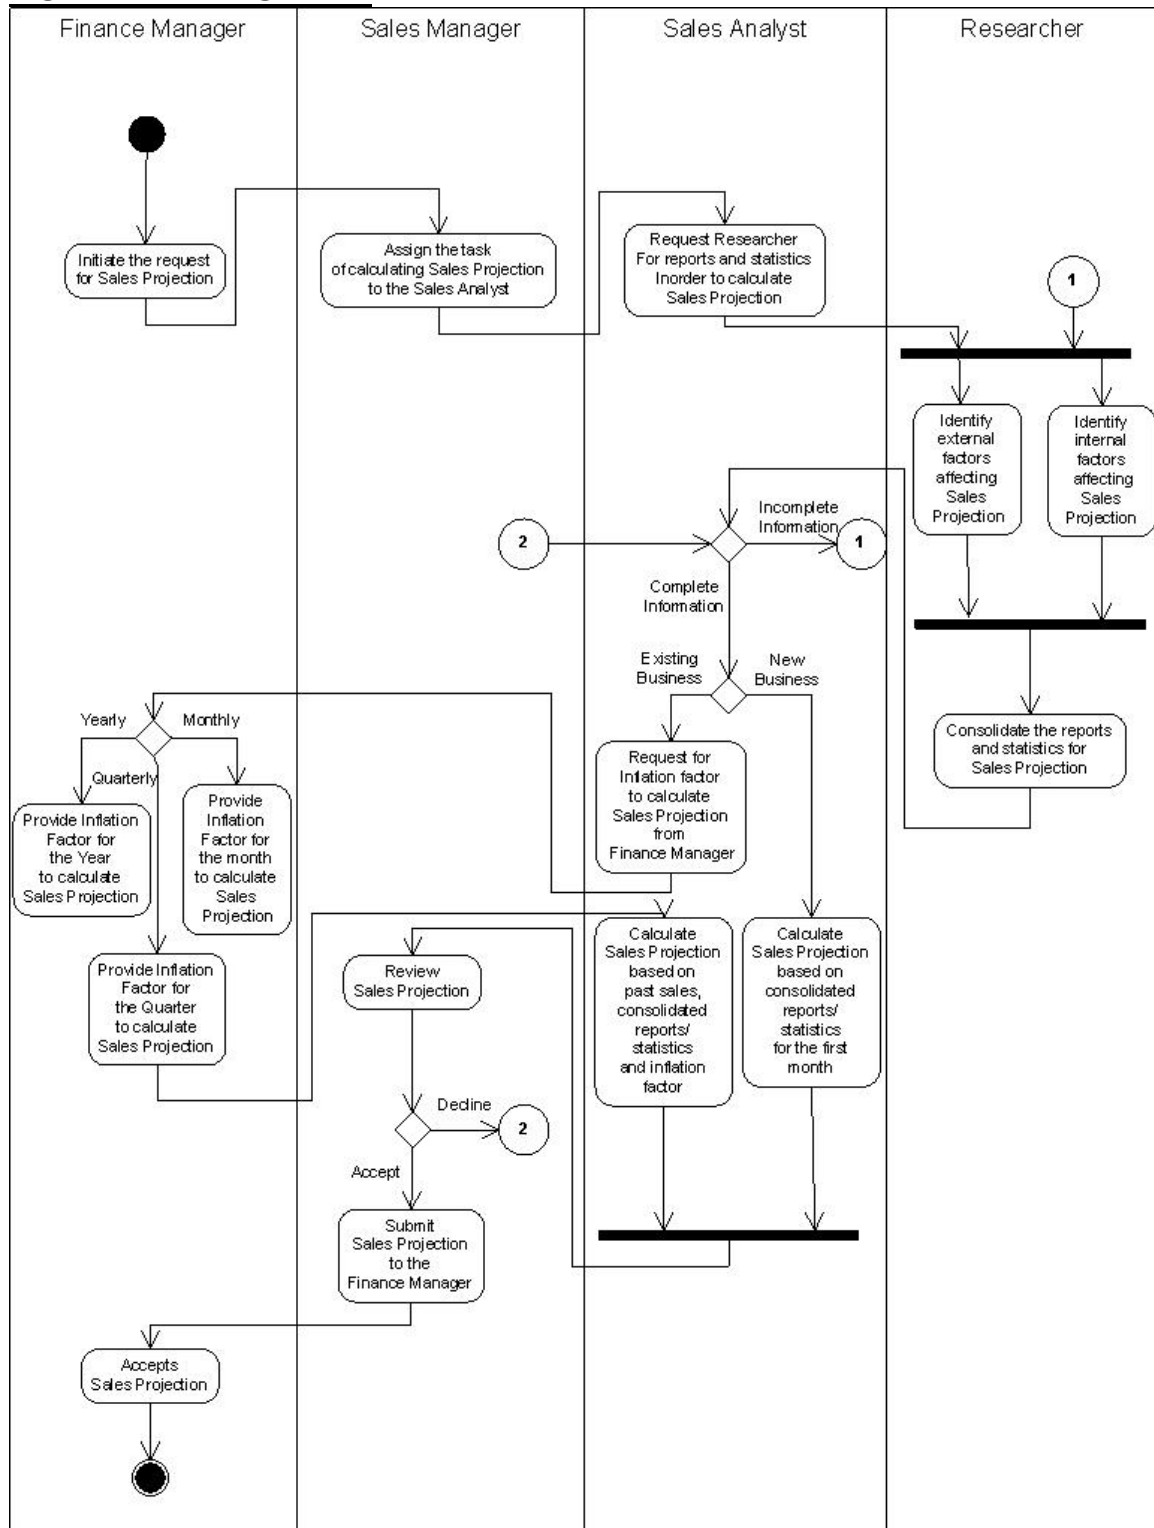 Finance Manager
Sales Manager
Sales Analyst
Researcher
Initiate the request
for Sales Projection
Assign the task
of calculating Sales Projection
to the Sales Analyst
Request Researcher
For reports and statistics
Inorder to calculate
Sales Projection
1
Identify
external
factors
affecting
Sales
Projection
Identify
internal
factors
affecting
Sales
Projection
Incomplete
Information
2
1
Complete
Information
Existing
Business
New
Business
Consolidate the reports
and statistics for
Sales Projection
Yearly
Monthly
Quarterly
Request for
Inflation factor
to calculate
Sales Projection
from
Finance Manager
Provide Inflation
Factor for
the Year
to calculate
Sales Projection
Provide
Inflation
Factor for
the month
to calculate
Sales
Projection
Provide Inflation
Factor for
the Quarter
to calculate
Sales Projection
Review
Sales Projection
Calculate
Sales Projection
based on
past sales,
consolidated
reports/
statistics
and inflation
factor
Calculate
Sales Projection
based on
consolidated
reports/
statistics
for the first
month
Decline
2
Accept
Submit
Sales Projection
to the
Finance Manager
Accepts
Sales Projection